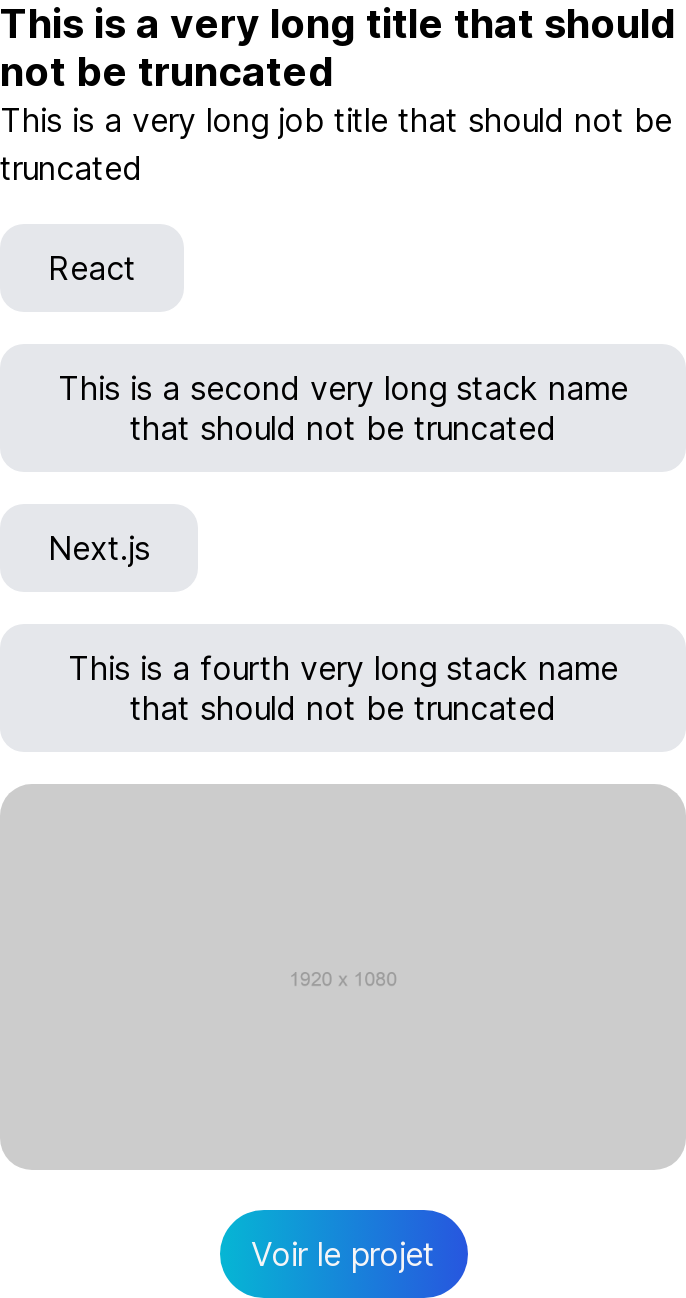 This is a very long title that should
not be truncated
This is a very long job title that should not be
truncated
React
This is a second very long stack name
that should not be truncated
Next.js
This is a fourth very long stack name
that should not be truncated
1920 x 1080
Voir le projet